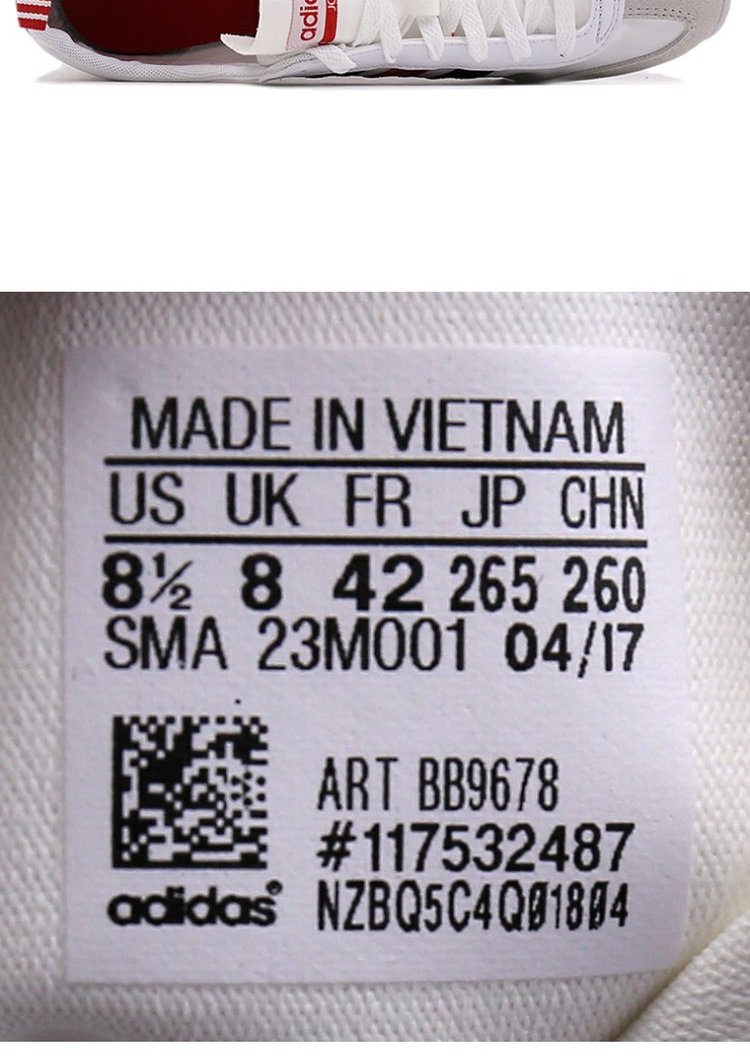 adidas
MADE IN VIETNAM
US UK FR JP CHN
8½ 8 42 265 260
SMA 23M001 04/17
ART BB9678
#117532487
adidas® NZBQ5C4Q01804